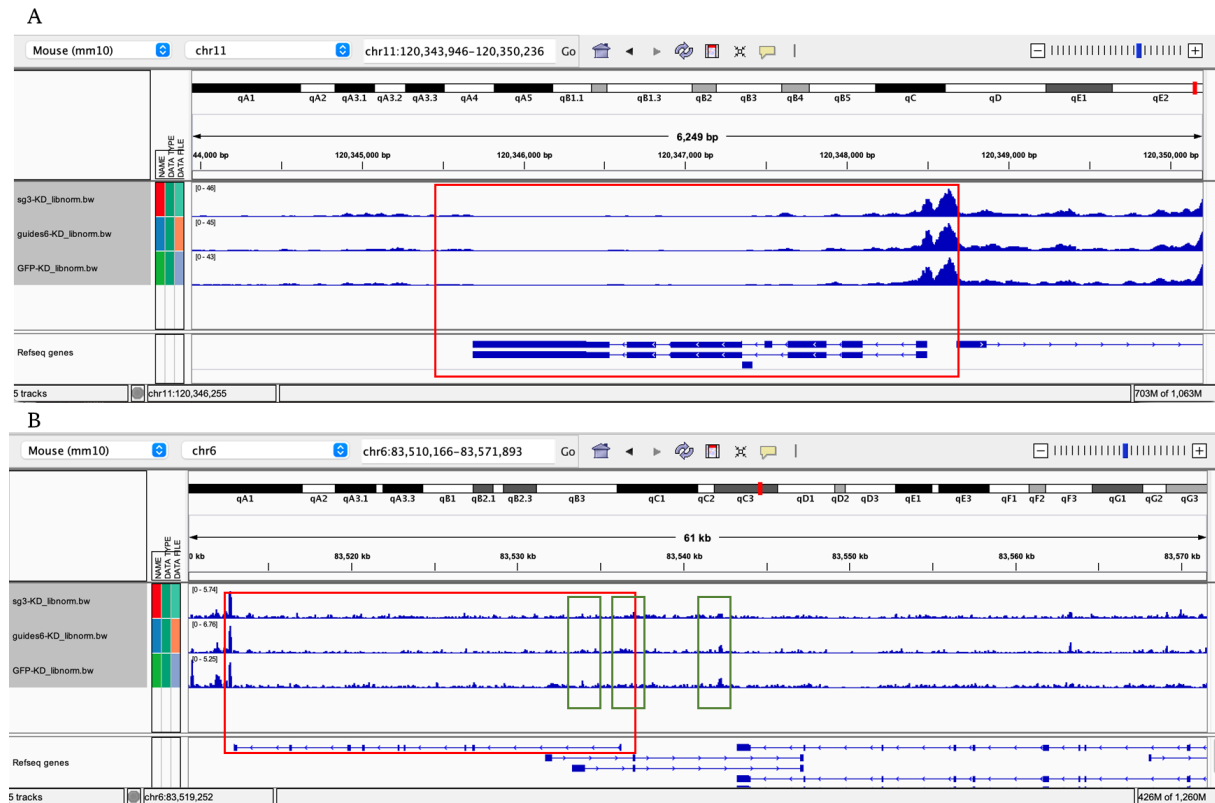 A
Mouse (mm10) chr11 chr11:120,343,946-120,350,236 Go
qA1 qA2 qA3.1 qA3.2 qA3.3 qA4 qA5 qB1.1 qB1.3 qB2 qB3 qB4 qB5 qC qD qE1 qE2
6,249 bp
44,000 bp 120,345,000 bp 120,346,000 bp 120,347,000 bp 120,348,000 bp 120,349,000 bp 120,350,000 bp
NAME
DATA TYPE
DATA FILE
sg3-KD_libnorm.bw [0 - 46]
guides6-KD_libnorm.bw [0 - 45]
GFP-KD_libnorm.bw [0 - 43]
Refseq genes
5 tracks chr11:120,346,255 703M of 1,063M
B
Mouse (mm10) chr6 chr6:83,510,166-83,571,893 Go
qA1 qA2 qA3.1 qA3.3 qB1 qB2.1 qB2.3 qB3 qC1 qC2 qC3 qD1 qD2 qD3 qE1 qE3 qF1 qF2 qF3 qG1 qG2 qG3
61 kb
0 kb 83,520 kb 83,530 kb 83,540 kb 83,550 kb 83,560 kb 83,570 kb
NAME
DATA TYPE
DATA FILE
sg3-KD_libnorm.bw [0 - 5.74]
guides6-KD_libnorm.bw [0 - 6.76]
GFP-KD_libnorm.bw [0 - 5.25]
Refseq genes
5 tracks chr6:83,519,252 426M of 1,260M